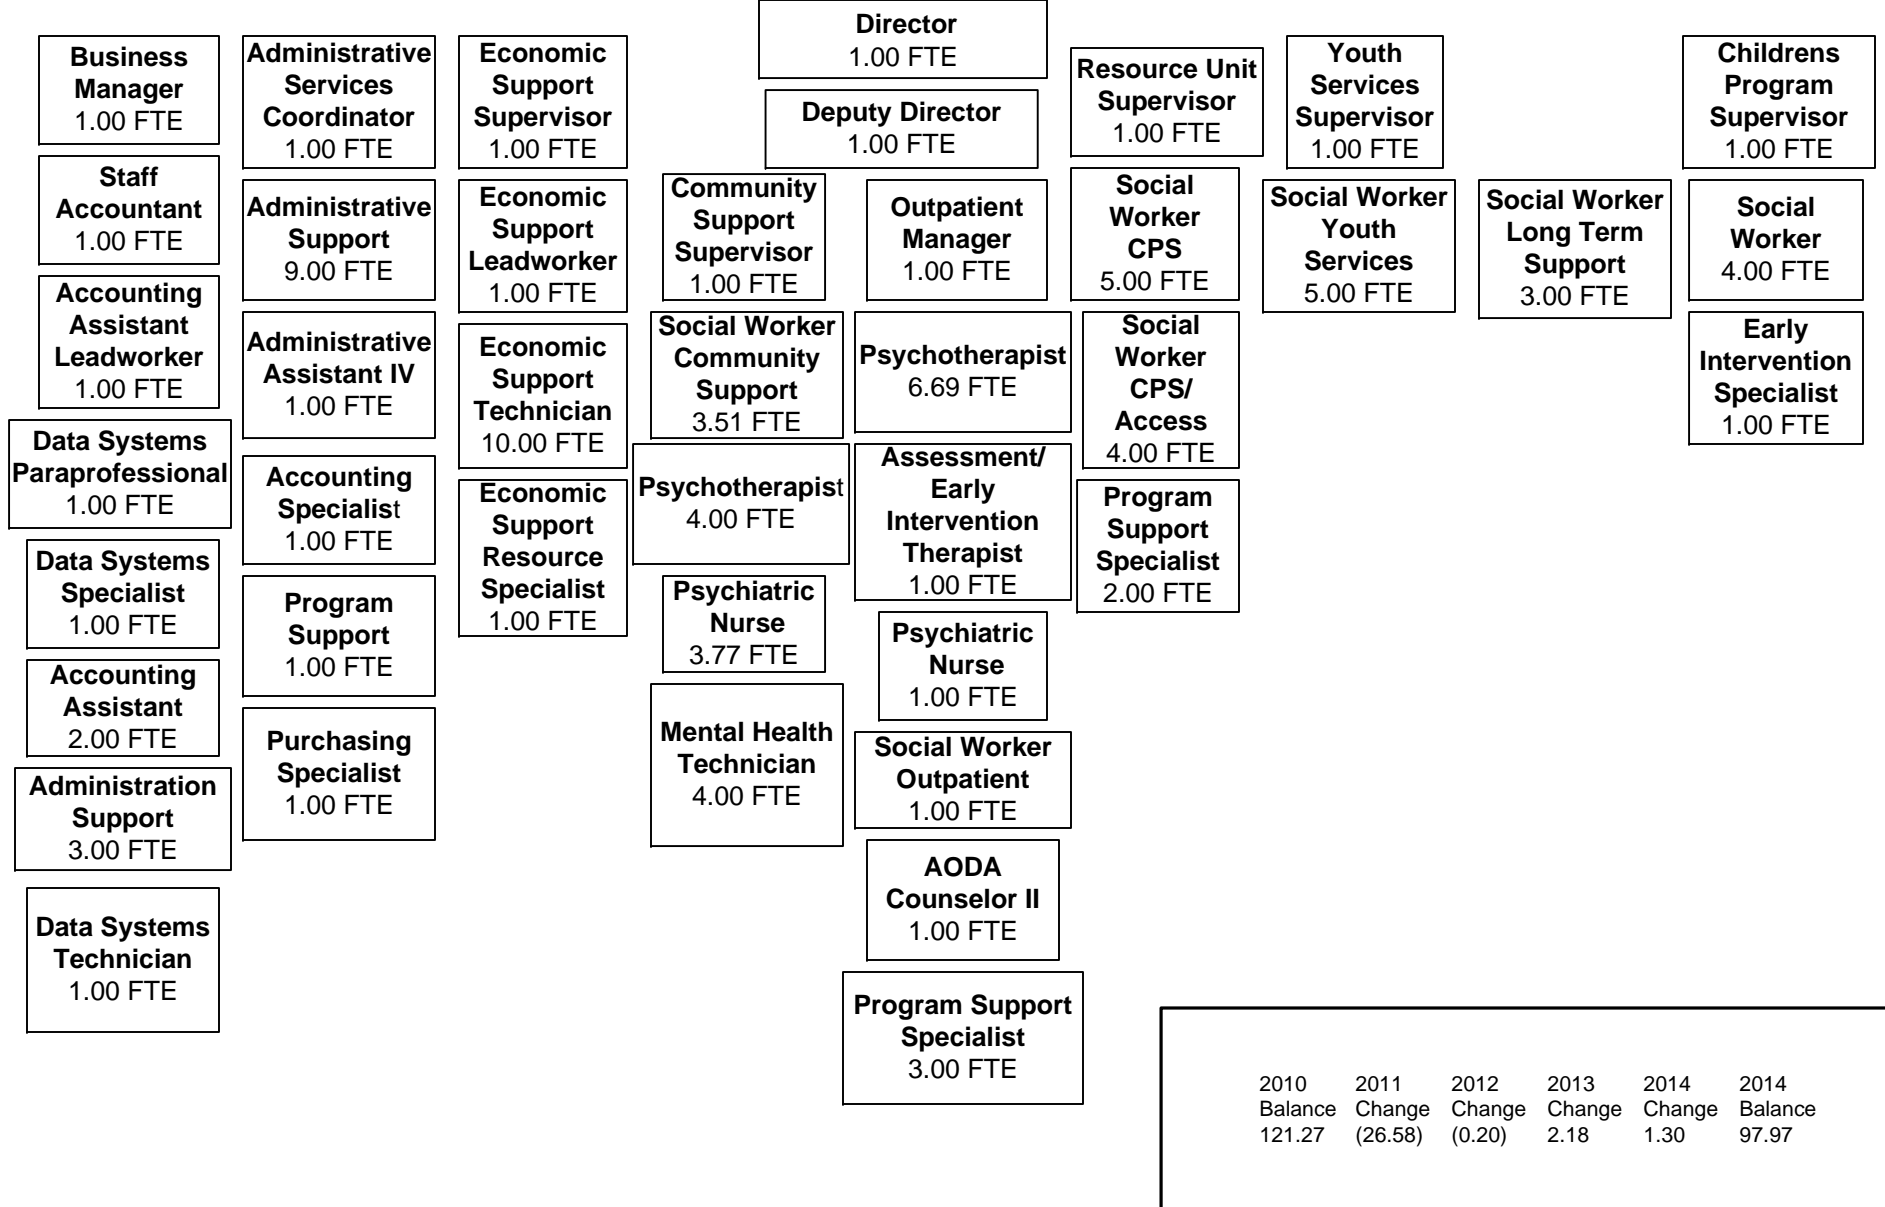 Director
1.00 FTE
Deputy Director
1.00 FTE
Business
Manager
1.00 FTE
Staff
Accountant
1.00 FTE
Accounting
Assistant
Leadworker
1.00 FTE
Data Systems
Paraprofessional
1.00 FTE
Data Systems
Specialist
1.00 FTE
Accounting
Assistant
2.00 FTE
Administration
Support
3.00 FTE
Data Systems
Technician
1.00 FTE
Administrative
Services
Coordinator
1.00 FTE
Administrative
Support
9.00 FTE
Administrative
Assistant IV
1.00 FTE
Accounting
Specialist
1.00 FTE
Program
Support
1.00 FTE
Purchasing
Specialist
1.00 FTE
Economic
Support
Supervisor
1.00 FTE
Economic
Support
Leadworker
1.00 FTE
Economic
Support
Technician
10.00 FTE
Economic
Support
Resource
Specialist
1.00 FTE
Community
Support
Supervisor
1.00 FTE
Social Worker
Community
Support
3.51 FTE
Psychotherapist
4.00 FTE
Psychiatric
Nurse
3.77 FTE
Mental Health
Technician
4.00 FTE
Outpatient
Manager
1.00 FTE
Psychotherapist
6.69 FTE
Assessment/
Early
Intervention
Therapist
1.00 FTE
Psychiatric
Nurse
1.00 FTE
Social Worker
Outpatient
1.00 FTE
AODA
Counselor II
1.00 FTE
Program Support
Specialist
3.00 FTE
Resource Unit
Supervisor
1.00 FTE
Social
Worker
CPS
5.00 FTE
Social
Worker
CPS/
Access
4.00 FTE
Program
Support
Specialist
2.00 FTE
Youth
Services
Supervisor
1.00 FTE
Social Worker
Youth
Services
5.00 FTE
Social Worker
Long Term
Support
3.00 FTE
Childrens
Program
Supervisor
1.00 FTE
Social
Worker
4.00 FTE
Early
Intervention
Specialist
1.00 FTE
2010 2011 2012 2013 2014 2014
Balance Change Change Change Change Balance
121.27 (26.58) (0.20) 2.18 1.30 97.97